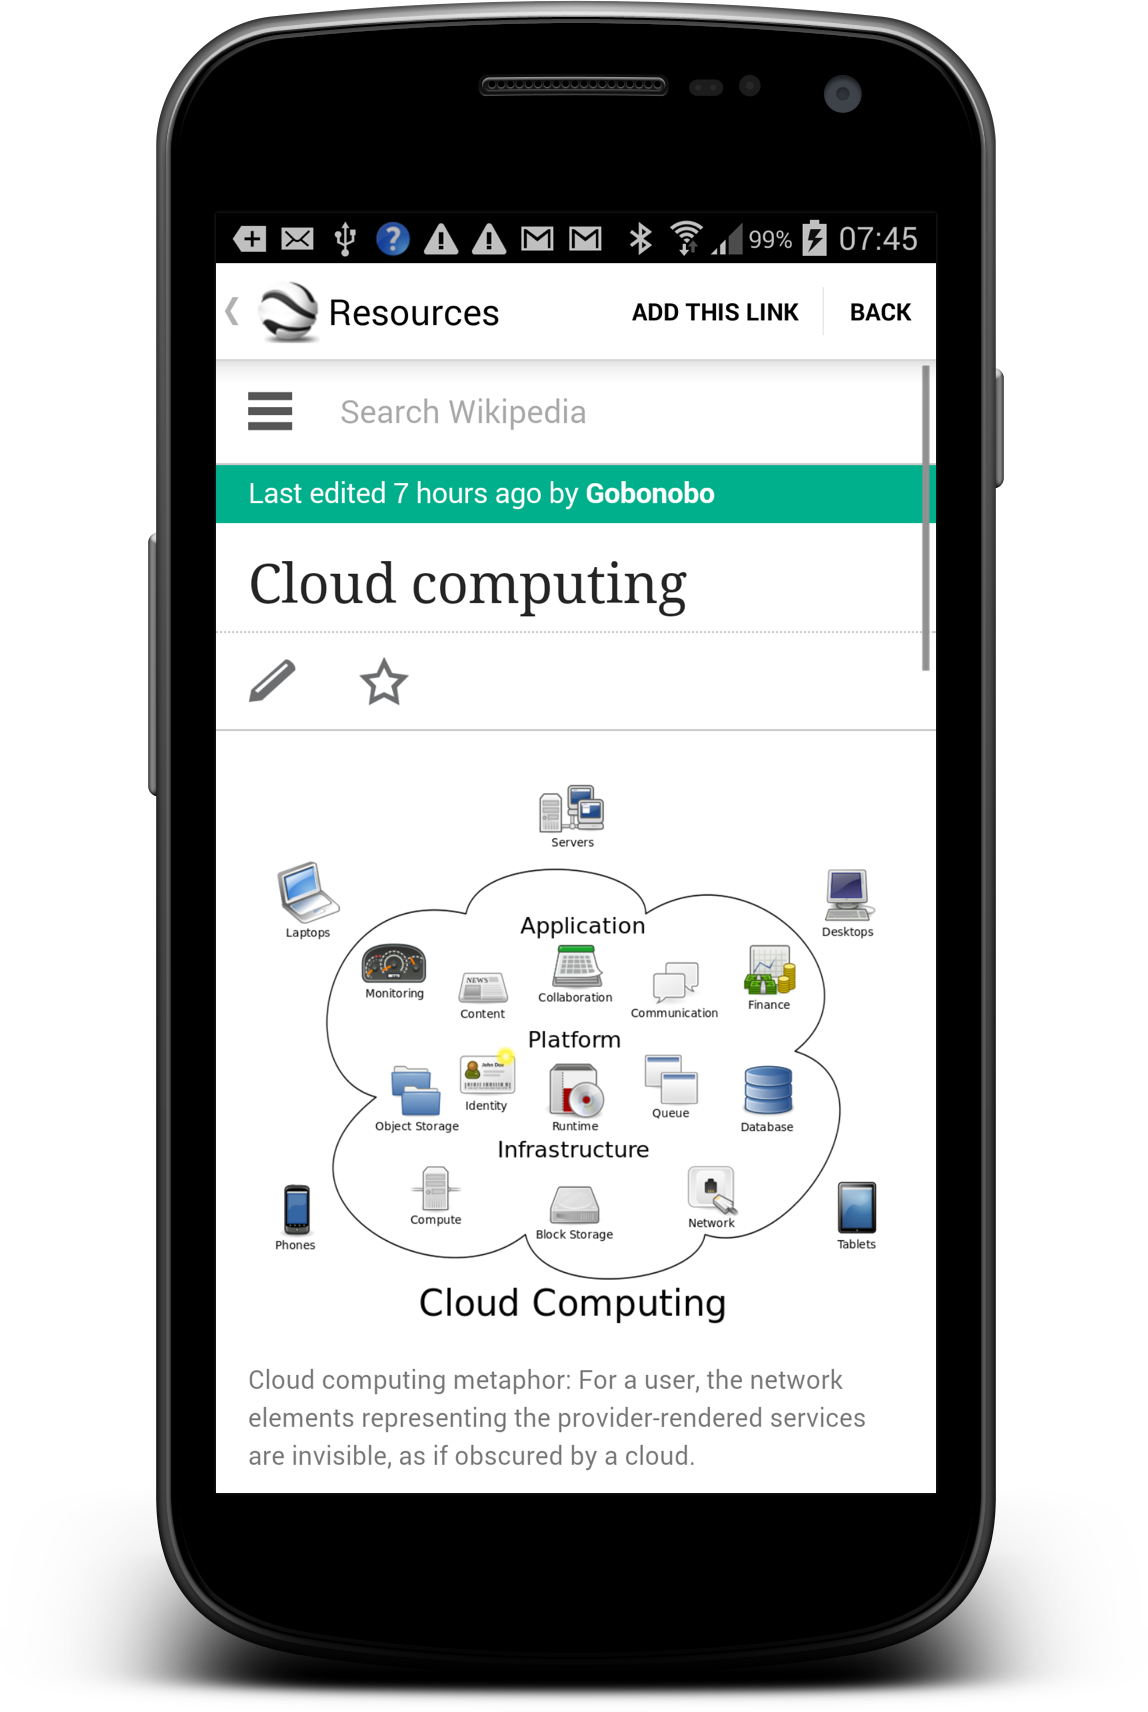 99% 07:45
Resources ADD THIS LINK BACK
Search Wikipedia
Last edited 7 hours ago by Gobonobo
Cloud computing
Servers
Laptops
Desktops
Application
Monitoring
Content
NEWS
Collaboration
Communication
Finance
Platform
Object Storage
John Doe
Identity
Runtime
Queue
Database
Infrastructure
Compute
Block Storage
Network
Phones
Tablets
Cloud Computing
Cloud computing metaphor: For a user, the network
elements representing the provider-rendered services
are invisible, as if obscured by a cloud.